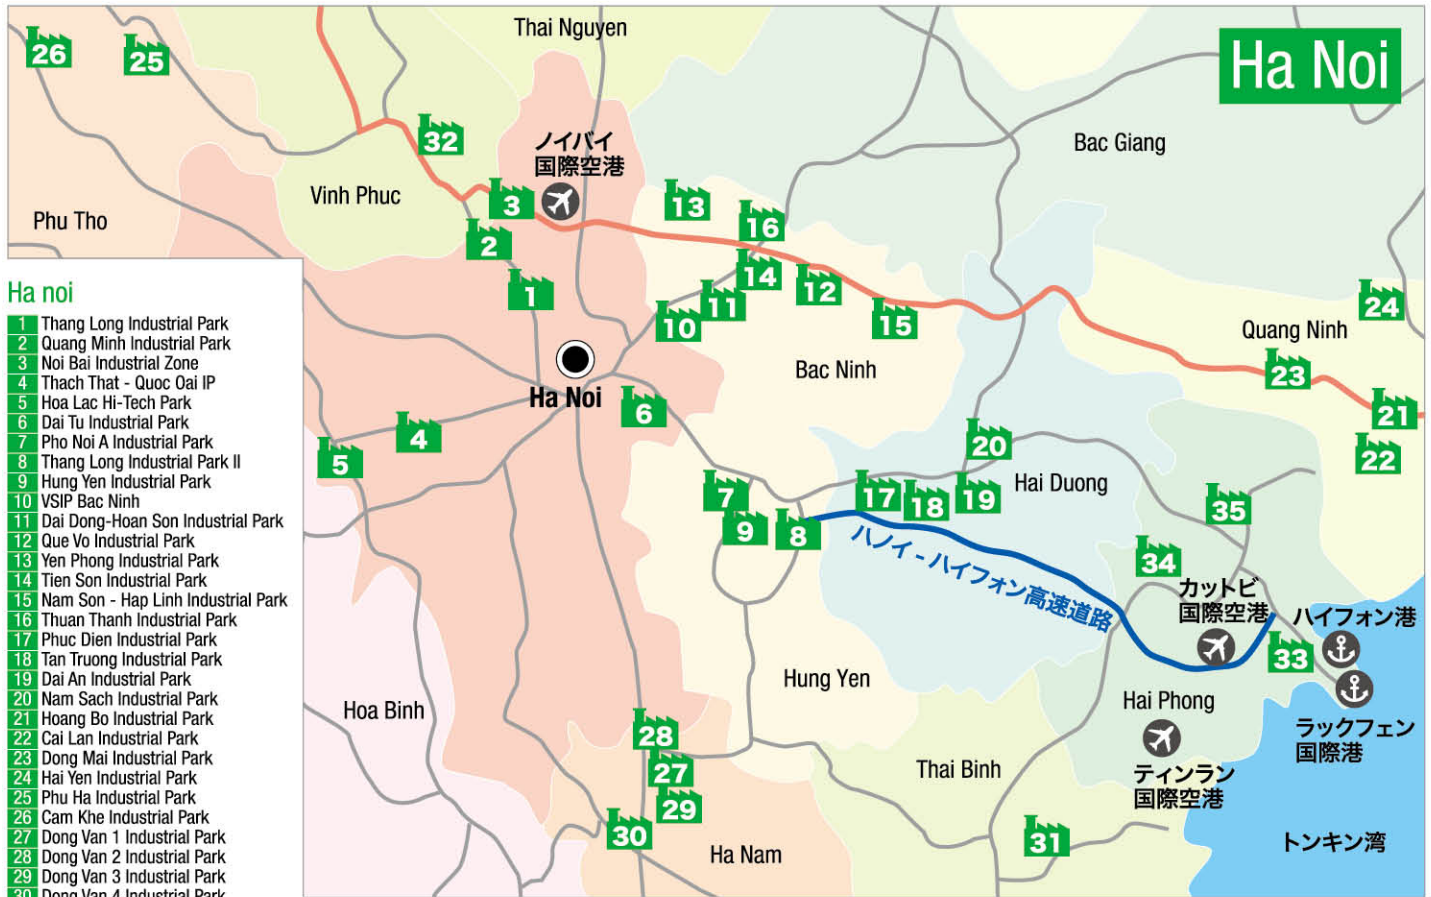 Ha Noi
Thai Nguyen
26
25
32
ノイバイ
国際空港
Bac Giang
Vinh Phuc
3
13
16
Phu Tho
2
14
12
1
11
10
15
24
Quang Ninh
Bac Ninh
23
Ha Noi
6
21
4
5
20
22
7
17
18
19
Hai Duong
35
9
8
ハノイ - ハイフォン高速道路
34
カットビ
国際空港
ハイフォン港
33
Hung Yen
Hoa Binh
Hai Phong
ラックフェン
国際港
28
27
29
30
Thai Binh
ティンラン
国際空港
31
Ha Nam
トンキン湾
Ha noi
1 Thang Long Industrial Park
2 Quang Minh Industrial Park
3 Noi Bai Industrial Zone
4 Thach That - Quoc Oai IP
5 Hoa Lac Hi-Tech Park
6 Dai Tu Industrial Park
7 Pho Noi A Industrial Park
8 Thang Long Industrial Park II
9 Hung Yen Industrial Park
10 VSIP Bac Ninh
11 Dai Dong-Hoan Son Industrial Park
12 Que Vo Industrial Park
13 Yen Phong Industrial Park
14 Tien Son Industrial Park
15 Nam Son - Hap Linh Industrial Park
16 Thuan Thanh Industrial Park
17 Phuc Dien Industrial Park
18 Tan Truong Industrial Park
19 Dai An Industrial Park
20 Nam Sach Industrial Park
21 Hoang Bo Industrial Park
22 Cai Lan Industrial Park
23 Dong Mai Industrial Park
24 Hai Yen Industrial Park
25 Phu Ha Industrial Park
26 Cam Khe Industrial Park
27 Dong Van 1 Industrial Park
28 Dong Van 2 Industrial Park
29 Dong Van 3 Industrial Park
30 Dong Van 4 Industrial Park